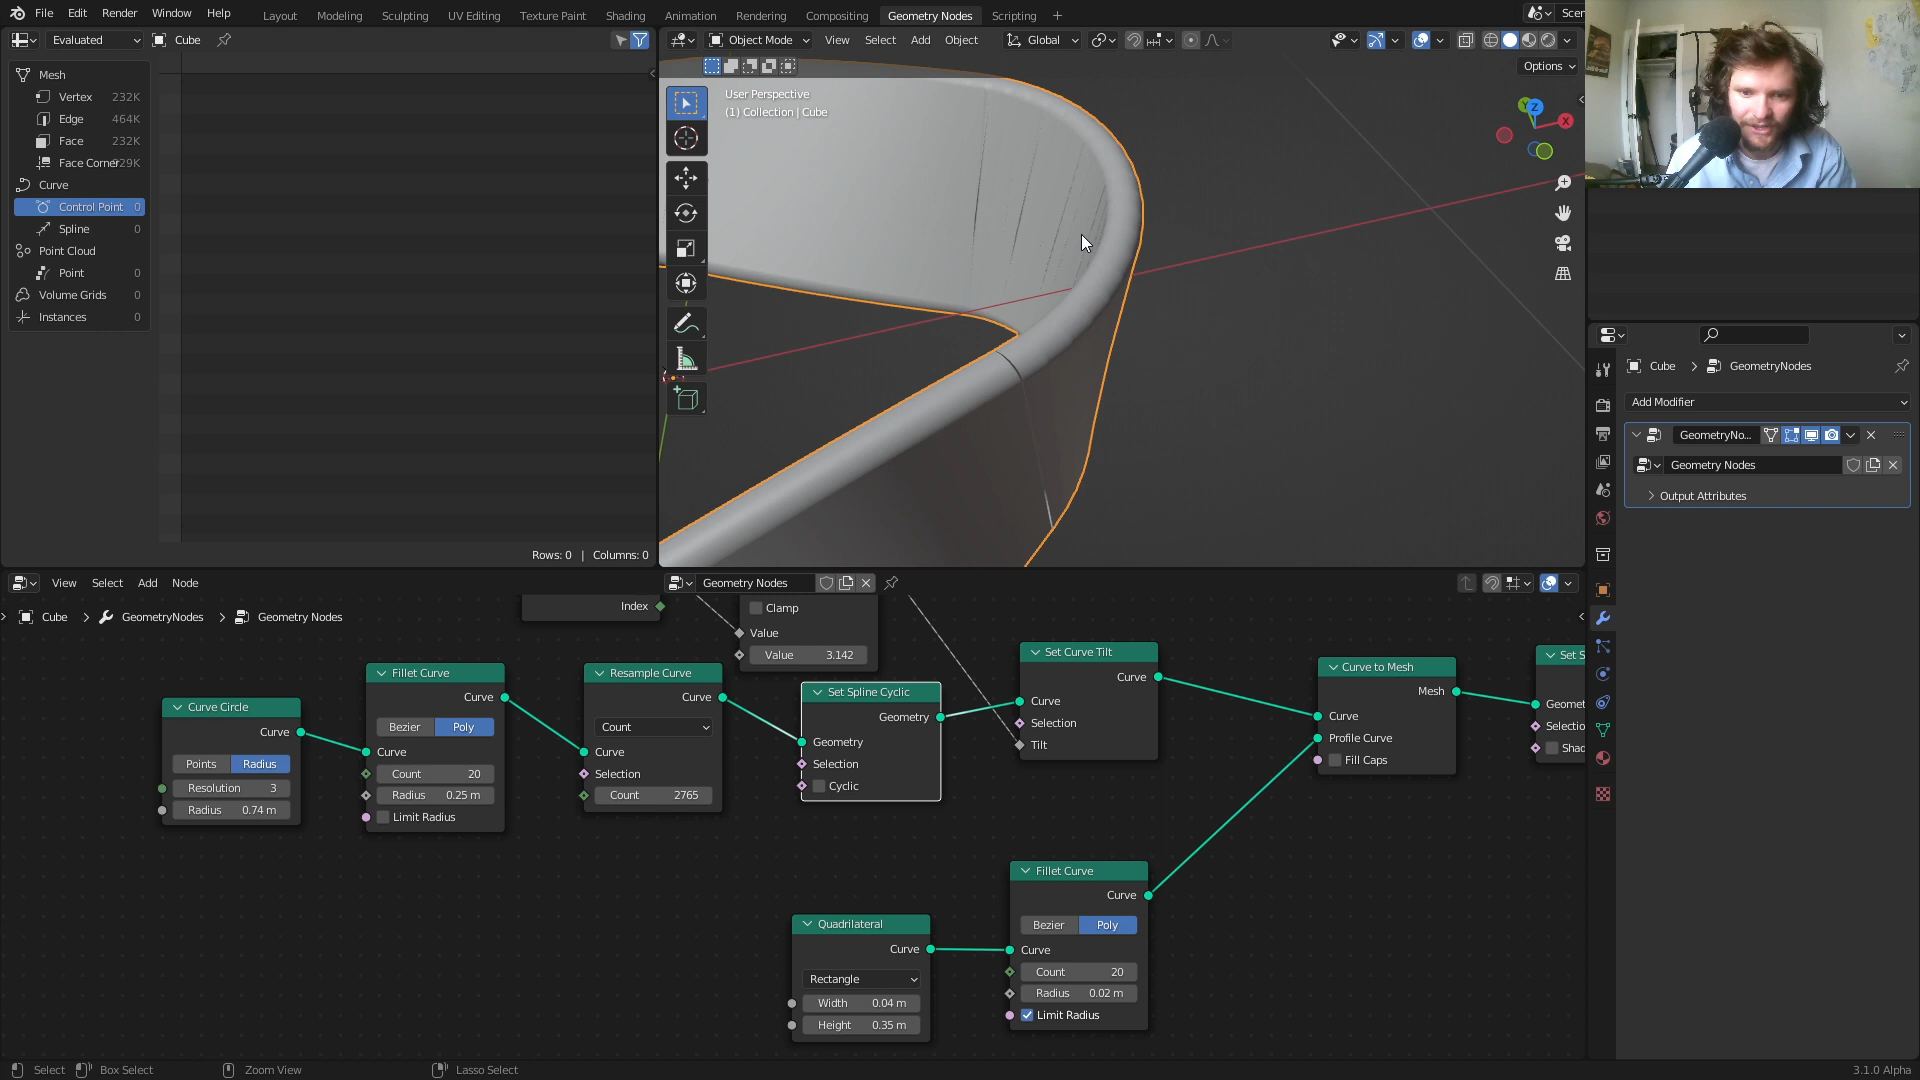 File Edit Render Window Help
Layout Modeling Sculpting UV Editing Texture Paint Shading Animation Rendering Compositing Geometry Nodes Scripting +
Scen
Evaluated Cube
Object Mode View Select Add Object Global
Options
Mesh
Vertex 232K
Edge 464K
Face 232K
Face Corner 929K
Curve
Control Point 0
Spline 0
Point Cloud
Point 0
Volume Grids 0
Instances 0
Rows: 0 | Columns: 0
User Perspective
(1) Collection | Cube
Z
Y
X
Cube > GeometryNodes
Add Modifier
GeometryNo...
Geometry Nodes
Output Attributes
View Select Add Node
Geometry Nodes
Cube > GeometryNodes > Geometry Nodes
Index
Clamp
Value
Value 3.142
Curve Circle
Curve
Points Radius
Resolution 3
Radius 0.74 m
Fillet Curve
Curve
Bezier Poly
Curve
Count 20
Radius 0.25 m
Limit Radius
Resample Curve
Curve
Count
Curve
Selection
Count 2765
Set Spline Cyclic
Geometry
Geometry
Selection
Cyclic
Set Curve Tilt
Curve
Curve
Selection
Tilt
Curve to Mesh
Mesh
Curve
Profile Curve
Fill Caps
Set S
Geomet
Selectio
Shad
Quadrilateral
Curve
Rectangle
Width 0.04 m
Height 0.35 m
Fillet Curve
Curve
Bezier Poly
Curve
Count 20
Radius 0.02 m
Limit Radius
Select Box Select Zoom View Lasso Select 3.1.0 Alpha